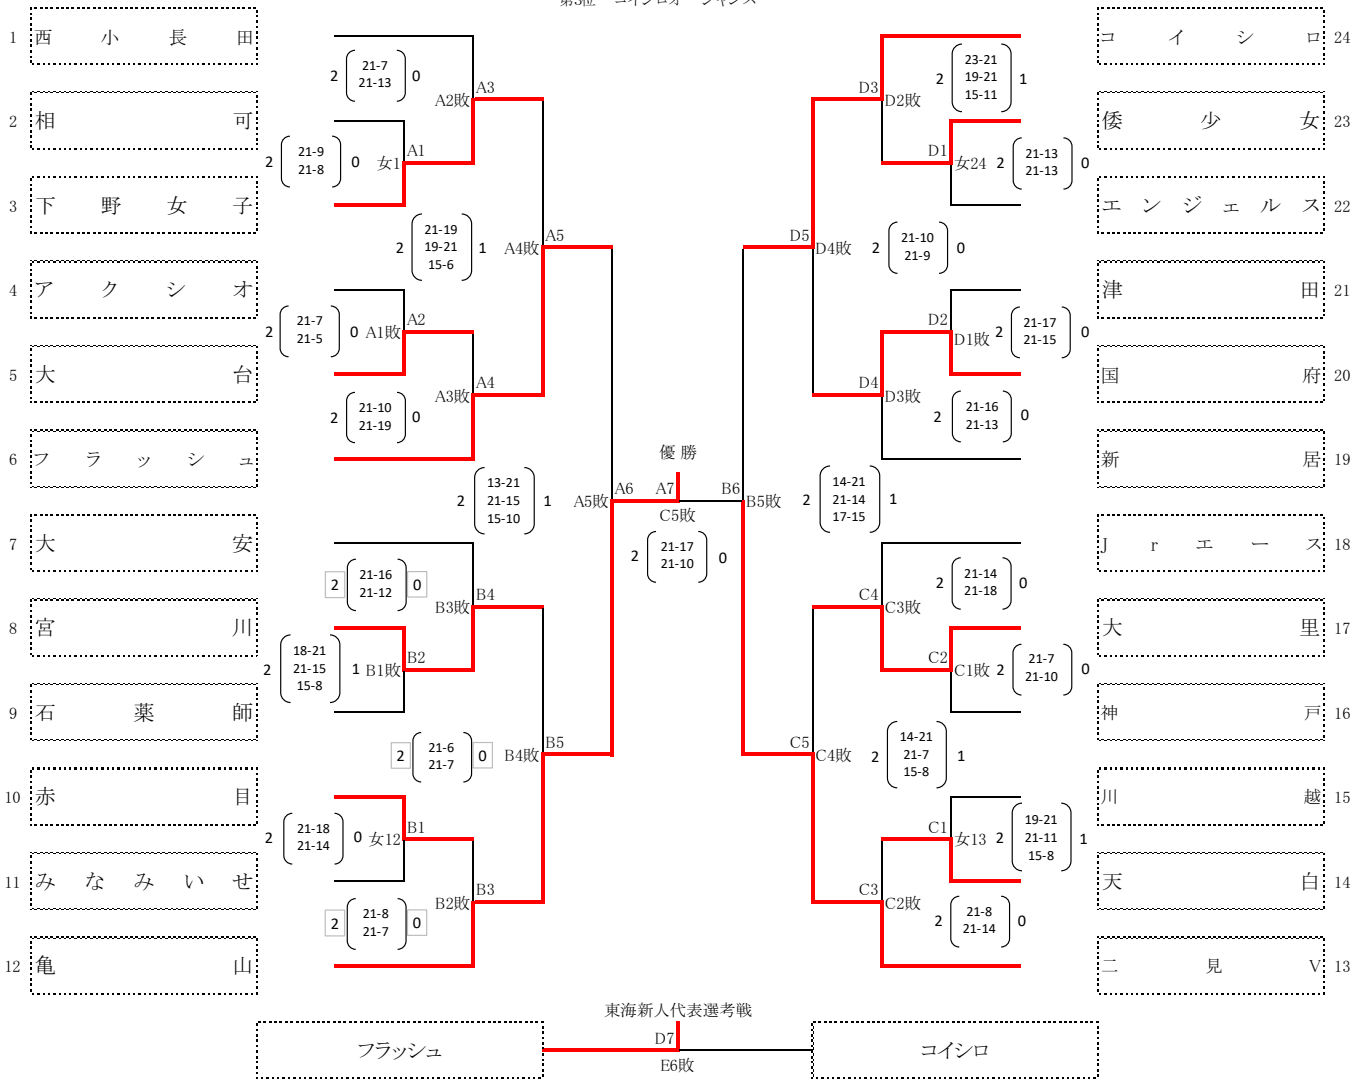 第3位 コイシロオーシャンズ
1 西小長田
2 相可
3 下野女子
4 アクシオ
5 大台
6 フラッシュ
7 大安
8 宮川
9 石薬師
10 赤目
11 みなみいせ
12 亀山
2 21-7 0
21-13
A3
A2敗
2 21-9 0
21-8
女1 A1
2 21-19 1
19-21
15-6
A5
A4敗
2 21-7 0
21-5
A1敗 A2
2 21-10 0
21-19
A3敗 A4
2 13-21 1
21-15
15-10
A5敗 A6
2 21-16 0
21-12
B3敗 B4
2 18-21 1
21-15
15-8
B1敗 B2
2 21-6 0
21-7
B4敗 B5
2 21-18 0
21-14
女12 B1
2 21-8 0
21-7
B2敗 B3
優勝
A7
C5敗
2 21-17 0
21-10
コイシロ 24
倭少女 23
エンジェルス 22
津田 21
国府 20
新居 19
Jrエース 18
大里 17
神戸 16
川越 15
天白 14
二見V 13
D3
D2敗
2 23-21 1
19-21
15-11
D1
女24
2 21-13 0
21-13
D5
D4敗
2 21-10 0
21-9
D2
D1敗
2 21-17 0
21-15
D4
D3敗
2 21-16 0
21-13
B6
B5敗
2 14-21 1
21-14
17-15
C4
C3敗
2 21-14 0
21-18
C2
C1敗
2 21-7 0
21-10
C5
C4敗
2 14-21 1
21-7
15-8
C1
女13
2 19-21 1
21-11
15-8
C3
C2敗
2 21-8 0
21-14
東海新人代表選考戦
フラッシュ D7 コイシロ
E6敗